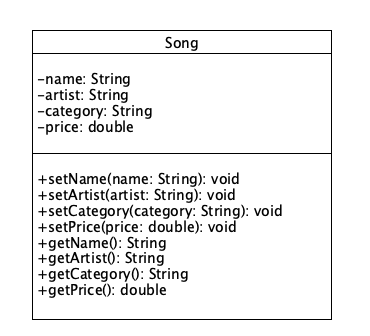 Song
-name: String
-artist: String
-category: String
-price: double
+setName(name: String): void
+setArtist(artist: String): void
+setCategory(category: String): void
+setPrice(price: double): void
+getName(): String
+getArtist(): String
+getCategory(): String
+getPrice(): double